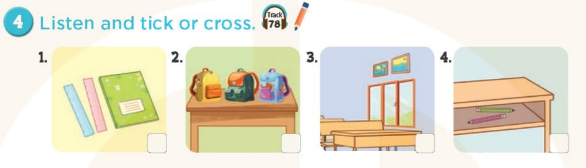 4 Listen and tick or cross. Track 78
1. 2. 3. 4.